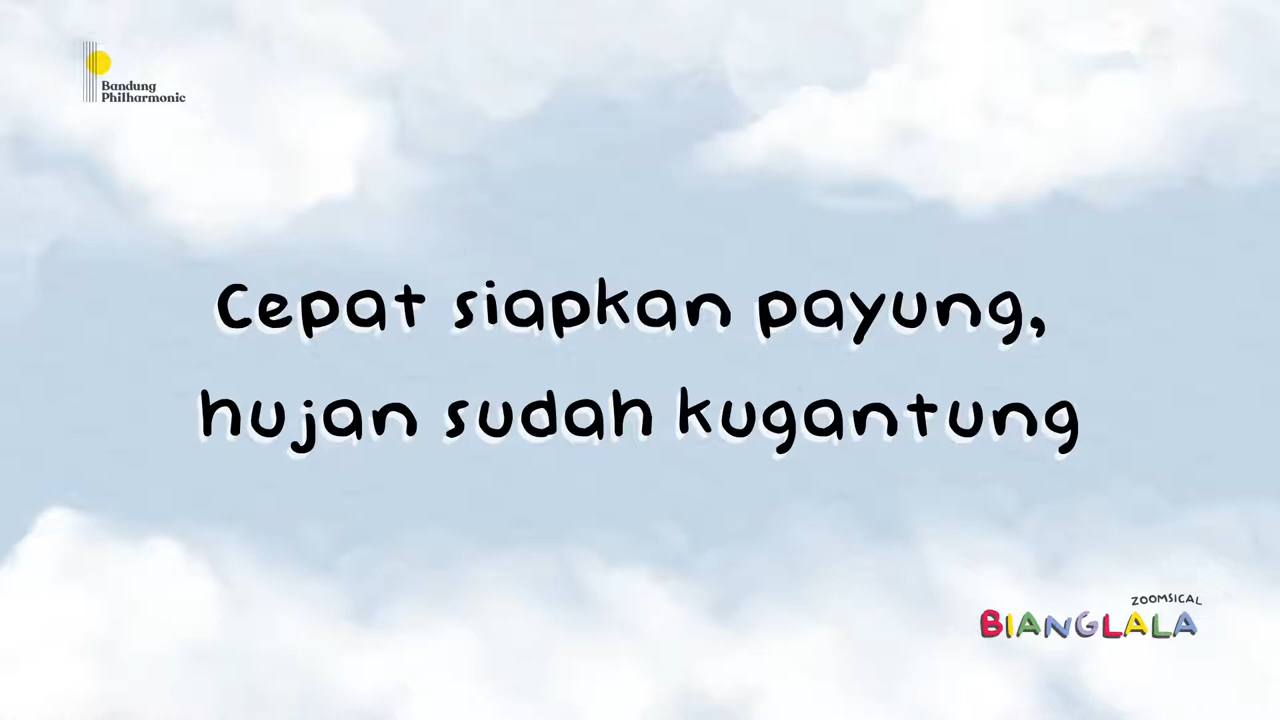 Bandung
Philharmonic
Cepat siapkan payung,
hujan sudah kugantung
ZOOMSICAL
BIANGLALA